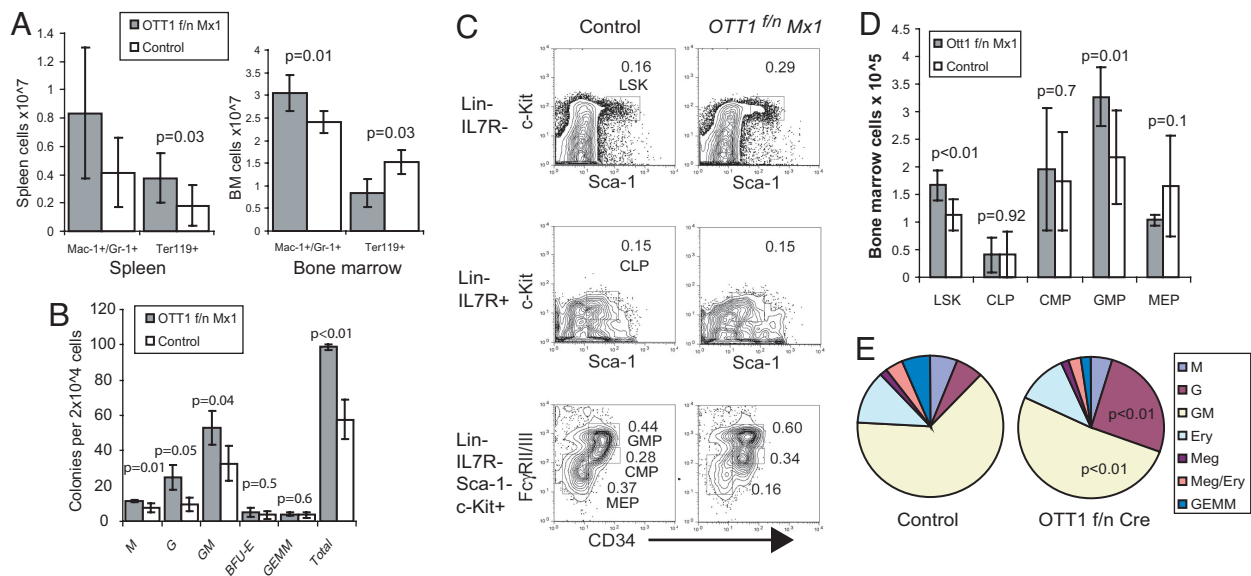 A
OTT1 f/n Mx1
Control
Spleen cells x10^7
1.4
1.2
1
0.8
0.6
0.4
0.2
0
p=0.03
Mac-1+/Gr-1+
Ter119+
Spleen
BM cells x10^7
4
3.5
3
2.5
2
1.5
1
0.5
0
p=0.01
p=0.03
Mac-1+/Gr-1+
Ter119+
Bone marrow
B
OTT1 f/n Mx1
Control
Colonies per 2x10^4 cells
120
100
80
60
40
20
0
p=0.01
p=0.05
p=0.04
p=0.5
p=0.6
p<0.01
M
G
GM
BFU-E
GEMM
Total
C
Control
OTT1 f/n Mx1
Lin-
IL7R-
c-Kit
0.16
LSK
0.29
Sca-1
Sca-1
Lin-
IL7R+
c-Kit
0.15
CLP
0.15
Sca-1
Sca-1
Lin-
IL7R-
Sca-1-
c-Kit+
FcγRII/III
0.44
GMP
0.28
CMP
0.37
MEP
0.60
0.34
0.16
CD34
D
Ott1 f/n Mx1
Control
Bone marrow cells x 10^5
4.5
4
3.5
3
2.5
2
1.5
1
0.5
0
p<0.01
p=0.92
p=0.7
p=0.01
p=0.1
LSK
CLP
CMP
GMP
MEP
E
p<0.01
p<0.01
Control
OTT1 f/n Cre
M
G
GM
Ery
Meg
Meg/Ery
GEMM